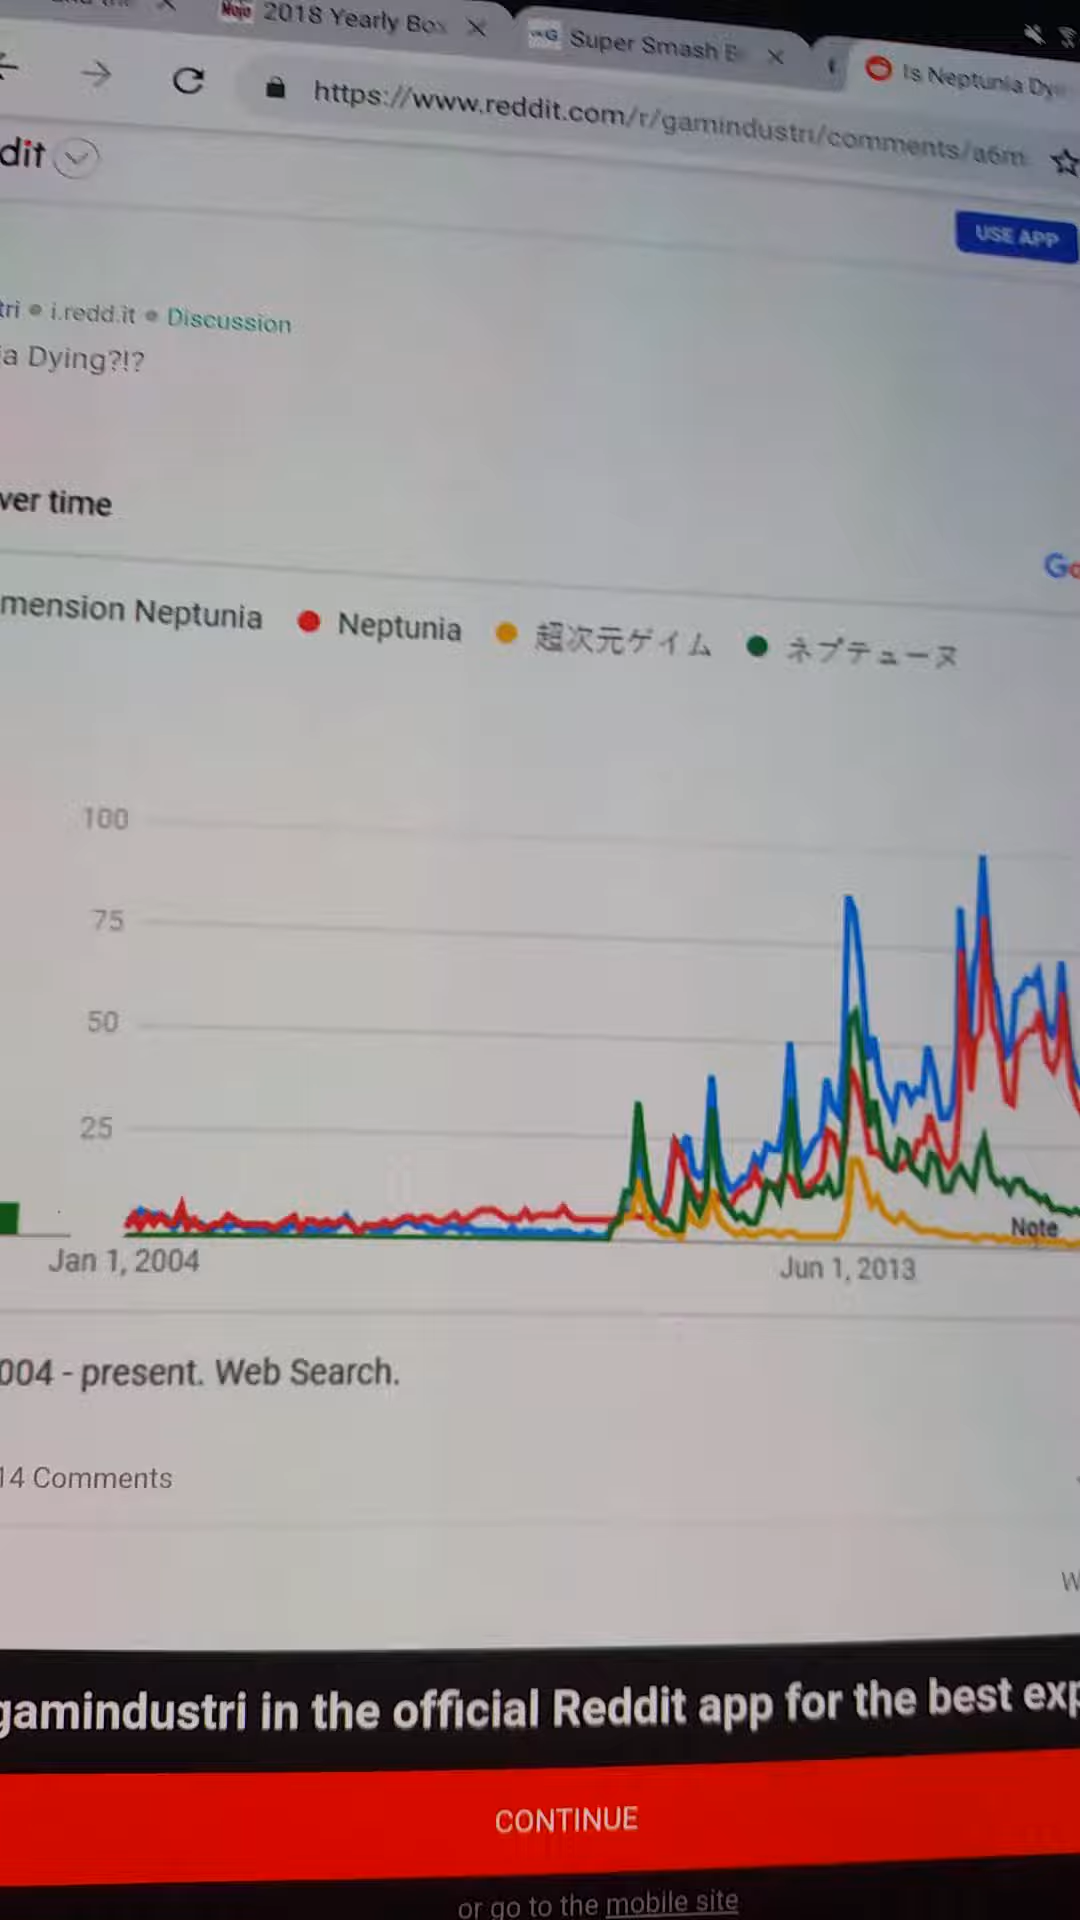 Mojo 2018 Yearly Box
Super Smash B
Is Neptunia Dy
https://www.reddit.com/r/gamindustri/comments/a6m
dit
USE APP
tri • i.redd.it • Discussion
ia Dying?!?
ver time
Go
mension Neptunia
Neptunia
超次元ゲイム
ネプテューヌ
100
75
50
25
Note
Jan 1, 2004
Jun 1, 2013
004 - present. Web Search.
14 Comments
W
gamindustri in the official Reddit app for the best exp
CONTINUE
or go to the mobile site